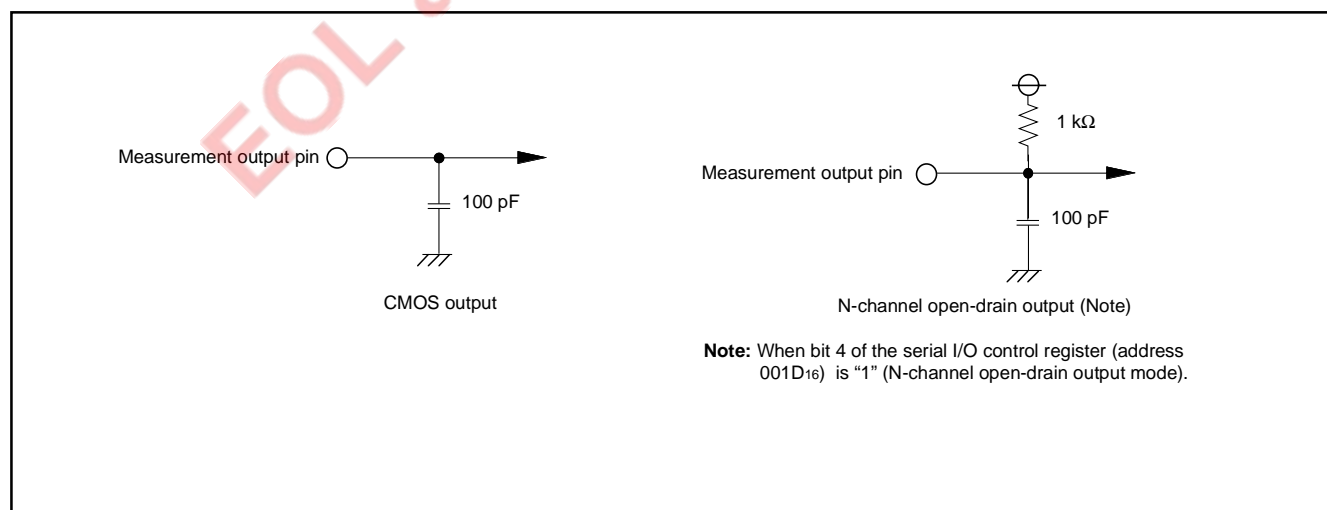 EOL
Measurement output pin
100 pF
CMOS output
1 kΩ
Measurement output pin
100 pF
N-channel open-drain output (Note)
Note: When bit 4 of the serial I/O control register (address
001D16) is “1” (N-channel open-drain output mode).